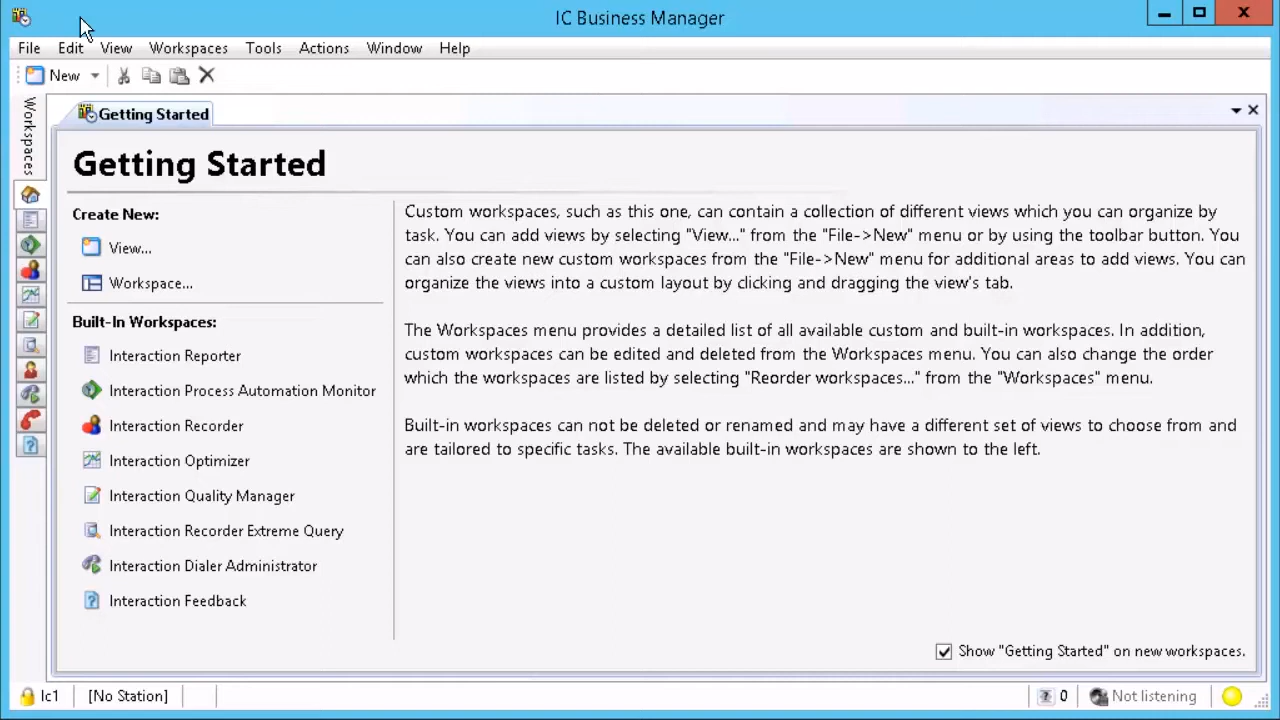 IC Business Manager
File Edit View Workspaces Tools Actions Window Help
New
Workspaces
Getting Started
Getting Started
Create New:
View...
Workspace...
Built-In Workspaces:
Interaction Reporter
Interaction Process Automation Monitor
Interaction Recorder
Interaction Optimizer
Interaction Quality Manager
Interaction Recorder Extreme Query
Interaction Dialer Administrator
Interaction Feedback
Custom workspaces, such as this one, can contain a collection of different views which you can organize by
task. You can add views by selecting "View..." from the "File->New" menu or by using the toolbar button. You
can also create new custom workspaces from the "File->New" menu for additional areas to add views. You can
organize the views into a custom layout by clicking and dragging the view's tab.
The Workspaces menu provides a detailed list of all available custom and built-in workspaces. In addition,
custom workspaces can be edited and deleted from the Workspaces menu. You can also change the order
which the workspaces are listed by selecting "Reorder workspaces..." from the "Workspaces" menu.
Built-in workspaces can not be deleted or renamed and may have a different set of views to choose from and
are tailored to specific tasks. The available built-in workspaces are shown to the left.
Show "Getting Started" on new workspaces.
Ic1 [No Station] 0 Not listening